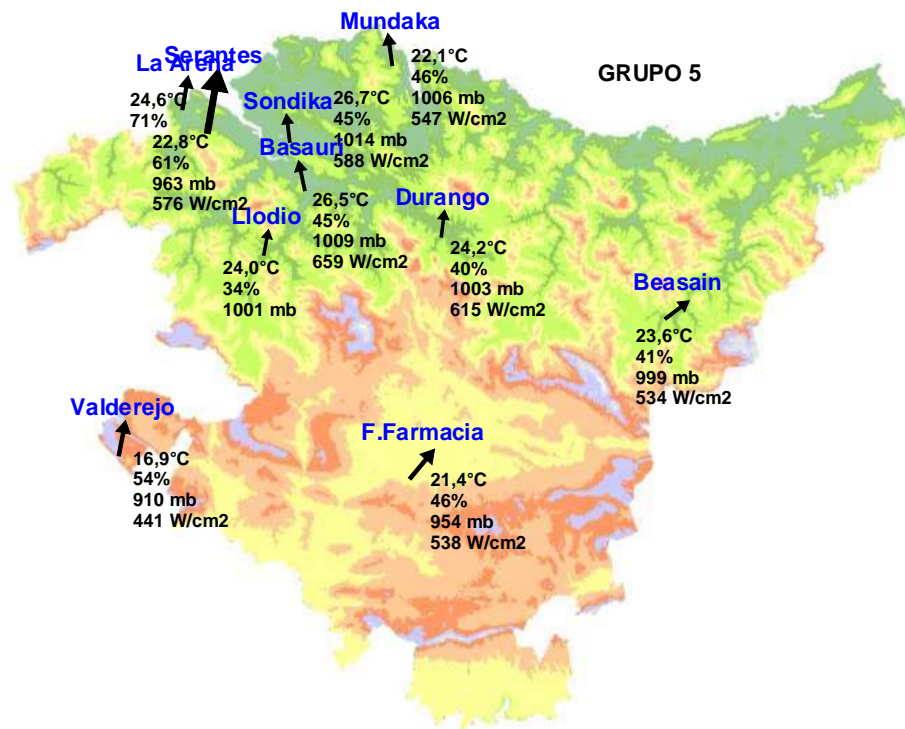 Mundaka
22,1°C
46%
1006 mb
547 W/cm2
GRUPO 5
Serantes
La Arena
24,6°C
71%
22,8°C
61%
963 mb
576 W/cm2
Sondika
26,7°C
45%
1014 mb
588 W/cm2
Basauri
26,5°C
45%
1009 mb
659 W/cm2
Llodio
24,0°C
34%
1001 mb
Durango
24,2°C
40%
1003 mb
615 W/cm2
Beasain
23,6°C
41%
999 mb
534 W/cm2
Valderejo
16,9°C
54%
910 mb
441 W/cm2
F.Farmacia
21,4°C
46%
954 mb
538 W/cm2